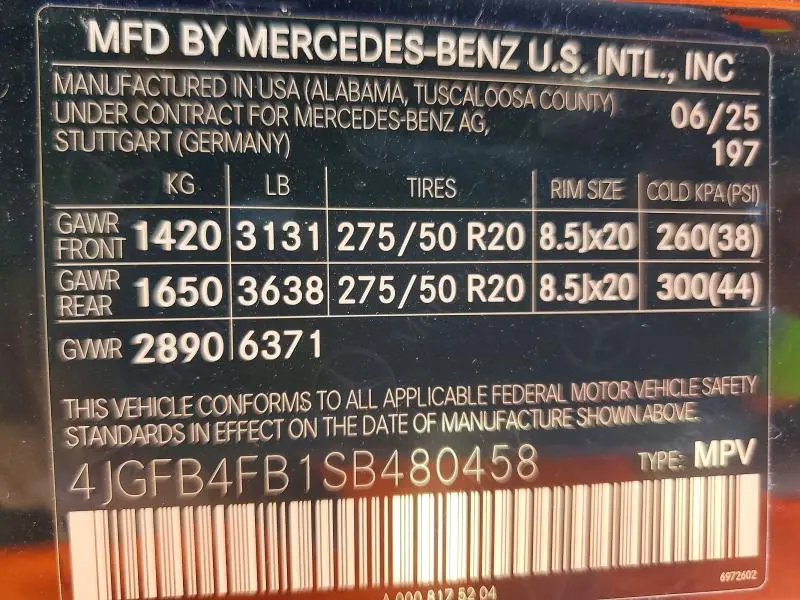 MFD BY MERCEDES-BENZ U.S. INTL., INC
MANUFACTURED IN USA (ALABAMA, TUSCALOOSA COUNTY)
UNDER CONTRACT FOR MERCEDES-BENZ AG,
STUTTGART (GERMANY)
06/25
197
KG LB TIRES RIM SIZE COLD KPA (PSI)
GAWR FRONT 1420 3131 275/50 R20 8.5Jx20 260(38)
GAWR REAR 1650 3638 275/50 R20 8.5Jx20 300(44)
GVWR 2890 6371
THIS VEHICLE CONFORMS TO ALL APPLICABLE FEDERAL MOTOR VEHICLE SAFETY
STANDARDS IN EFFECT ON THE DATE OF MANUFACTURE SHOWN ABOVE.
4JGFB4FB1SB480458 TYPE: MPV
6972602
A 000 817 52 04